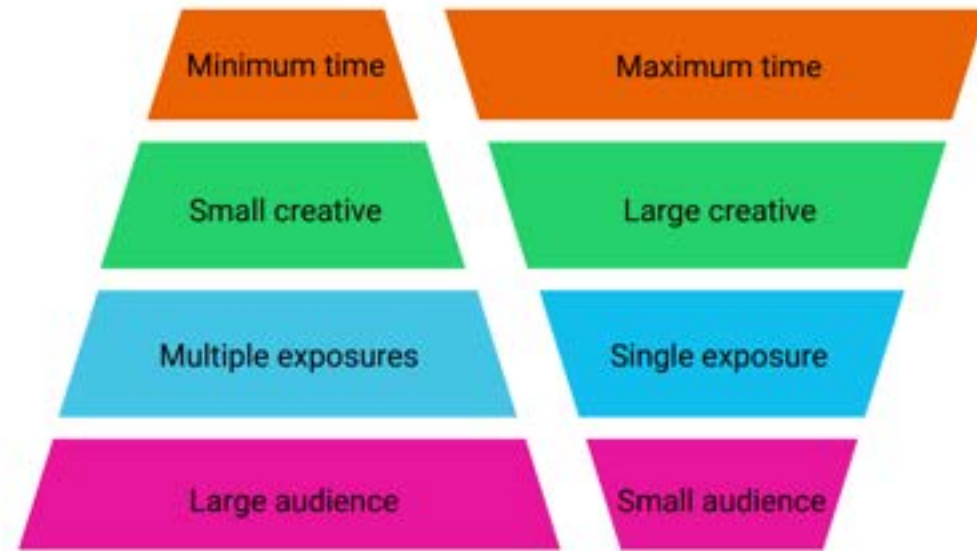 Minimum time
Maximum time
Small creative
Large creative
Multiple exposures
Single exposure
Large audience
Small audience